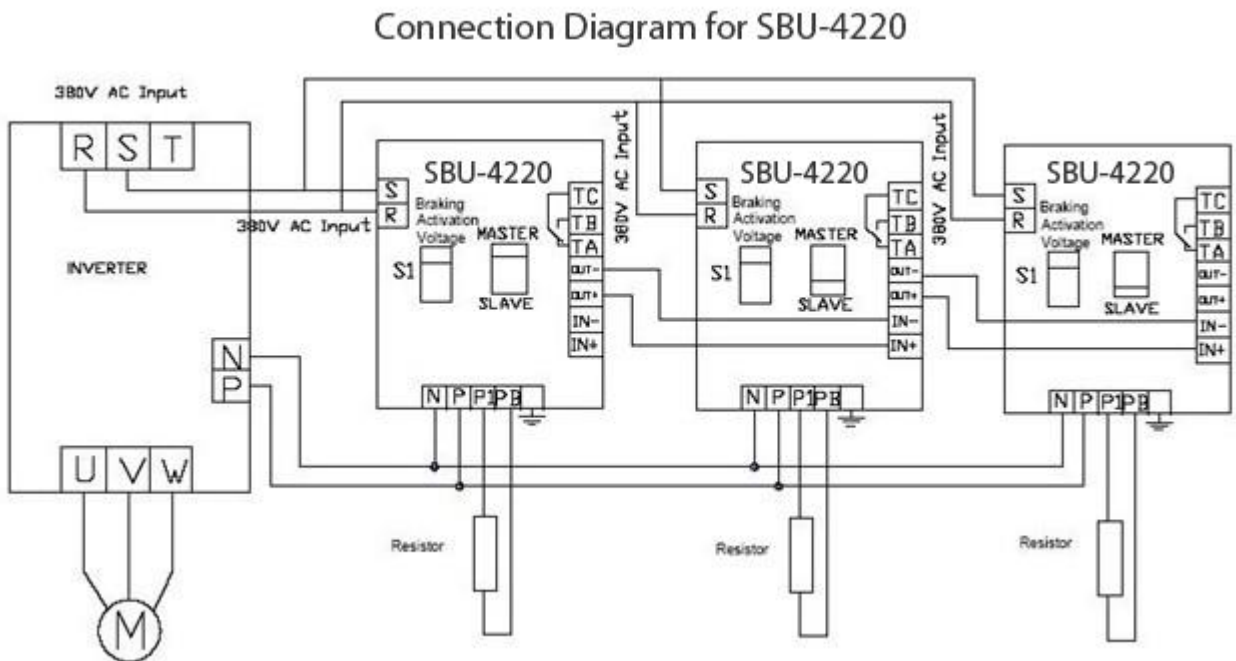 Connection Diagram for SBU-4220
380V AC Input
R S T
INVERTER
N
P
U V W
M
380V AC Input
SBU-4220
S
R
Braking
Activation
Voltage
S1
MASTER
SLAVE
TC
TB
TA
OUT-
OUT+
IN-
IN+
N P P1 PB
Resistor
380V AC Input
SBU-4220
S
R
Braking
Activation
Voltage
S1
MASTER
SLAVE
TC
TB
TA
OUT-
OUT+
IN-
IN+
N P P1 PB
Resistor
380V AC Input
SBU-4220
S
R
Braking
Activation
Voltage
S1
MASTER
SLAVE
TC
TB
TA
OUT-
OUT+
IN-
IN+
N P P1 PB
Resistor